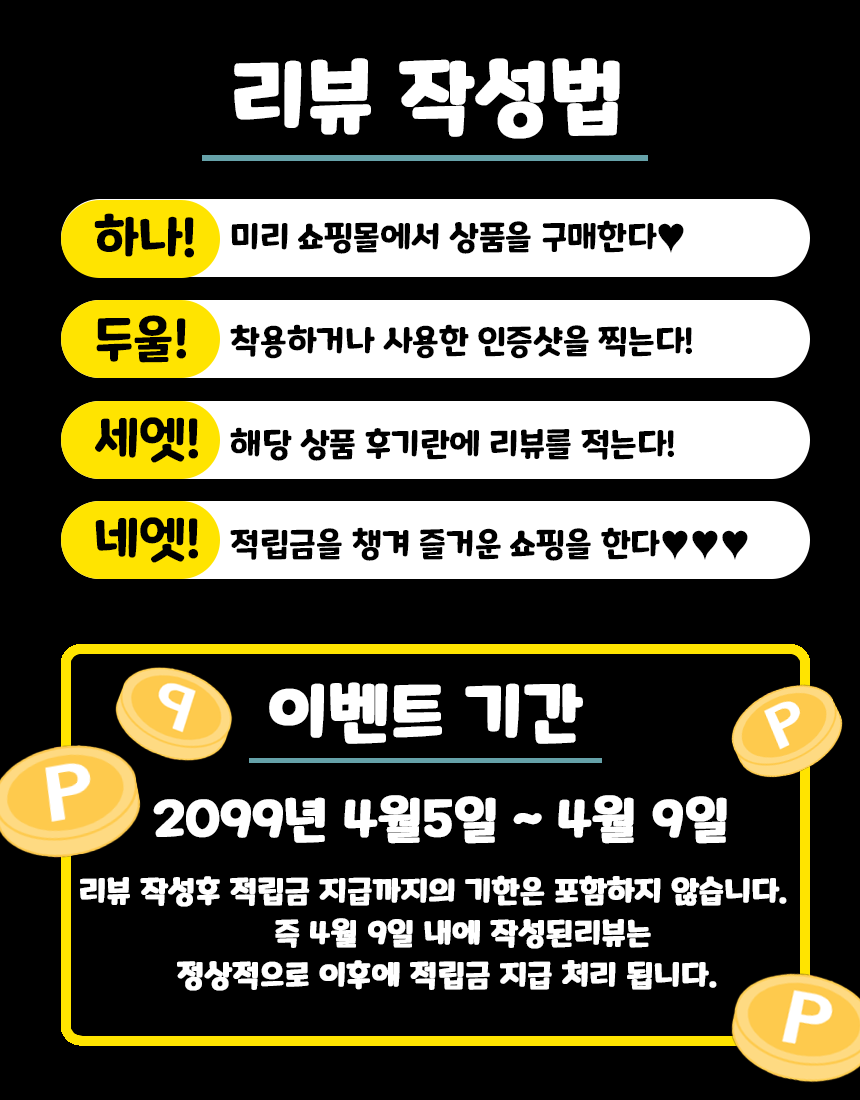 리뷰 작성법
하나! 미리 쇼핑몰에서 상품을 구매한다♥
두울! 착용하거나 사용한 인증샷을 찍는다!
세엣! 해당 상품 후기란에 리뷰를 적는다!
네엣! 적립금을 챙겨 즐거운 쇼핑을 한다♥♥♥
이벤트 기간
P
P
P
2099년 4월5일 ~ 4월 9일
리뷰 작성후 적립금 지급까지의 기한은 포함하지 않습니다.
즉 4월 9일 내에 작성된리뷰는
정상적으로 이후에 적립금 지급 처리 됩니다.
P